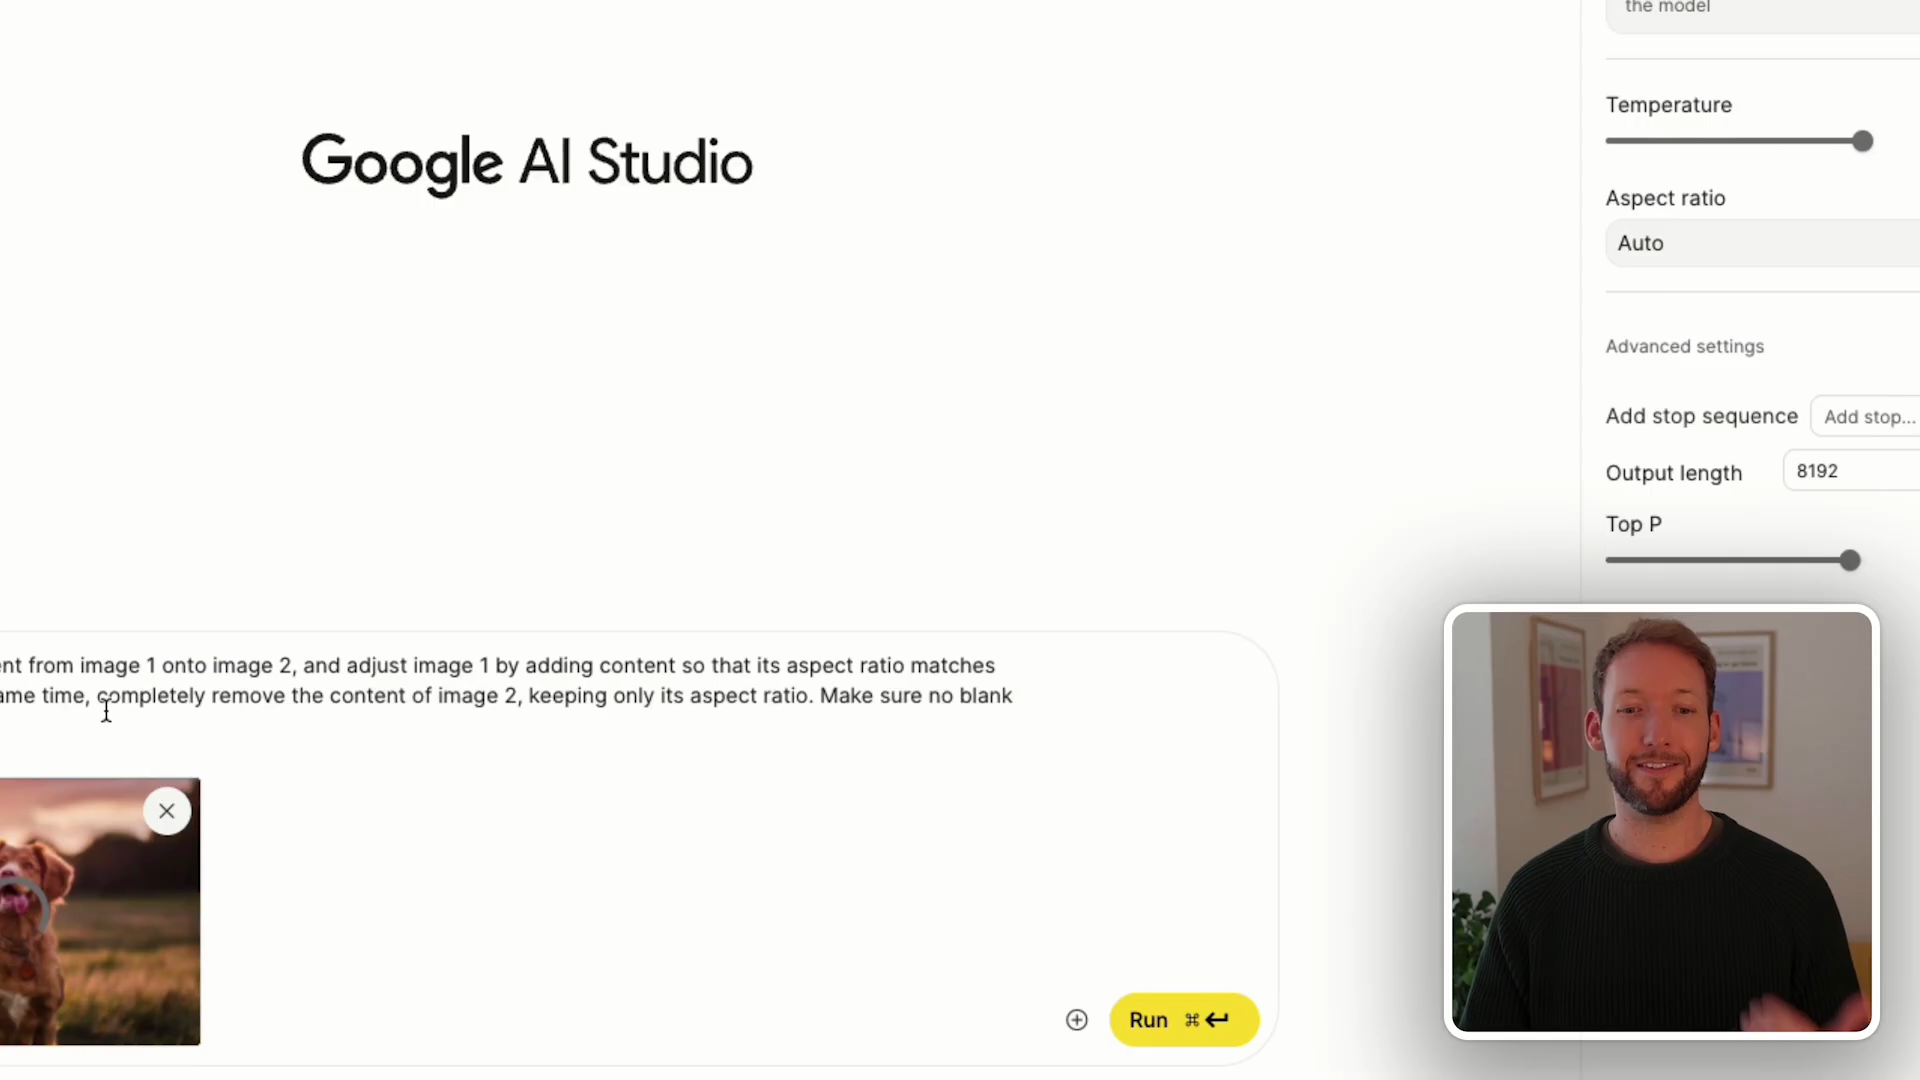 the model
Temperature
Google AI Studio
Aspect ratio
Auto
Advanced settings
Add stop sequence Add stop...
Output length 8192
Top P
from image 1 onto image 2, and adjust image 1 by adding content so that its aspect ratio matches
time, completely remove the content of image 2, keeping only its aspect ratio. Make sure no blank
Run ⌘